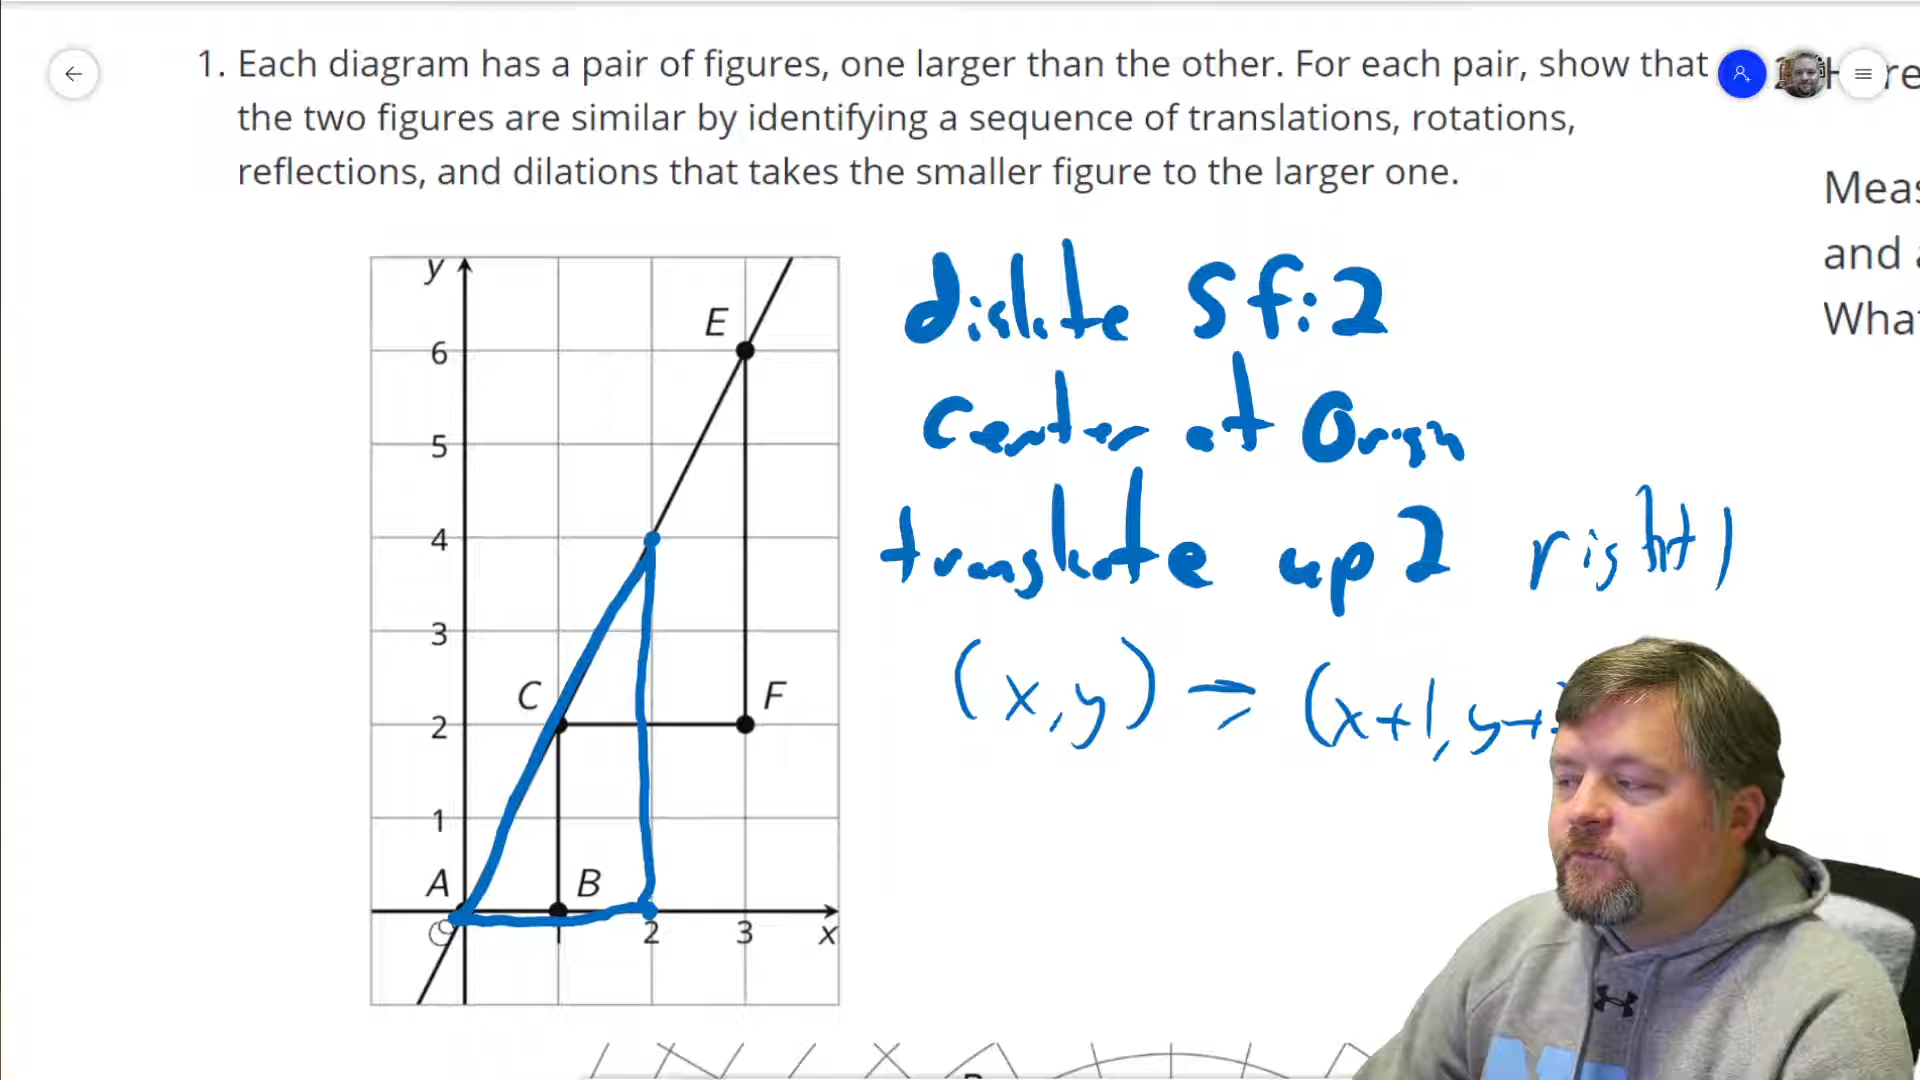 1. Each diagram has a pair of figures, one larger than the other. For each pair, show that
the two figures are similar by identifying a sequence of translations, rotations,
reflections, and dilations that takes the smaller figure to the larger one.
Meas
and
What
y
E
6
5
4
3
C
F
2
1
A
B
1
2
3
x
dilate Sf:2
Center at Origin
translate up 2 right 1
(x,y) → (x+1, y+